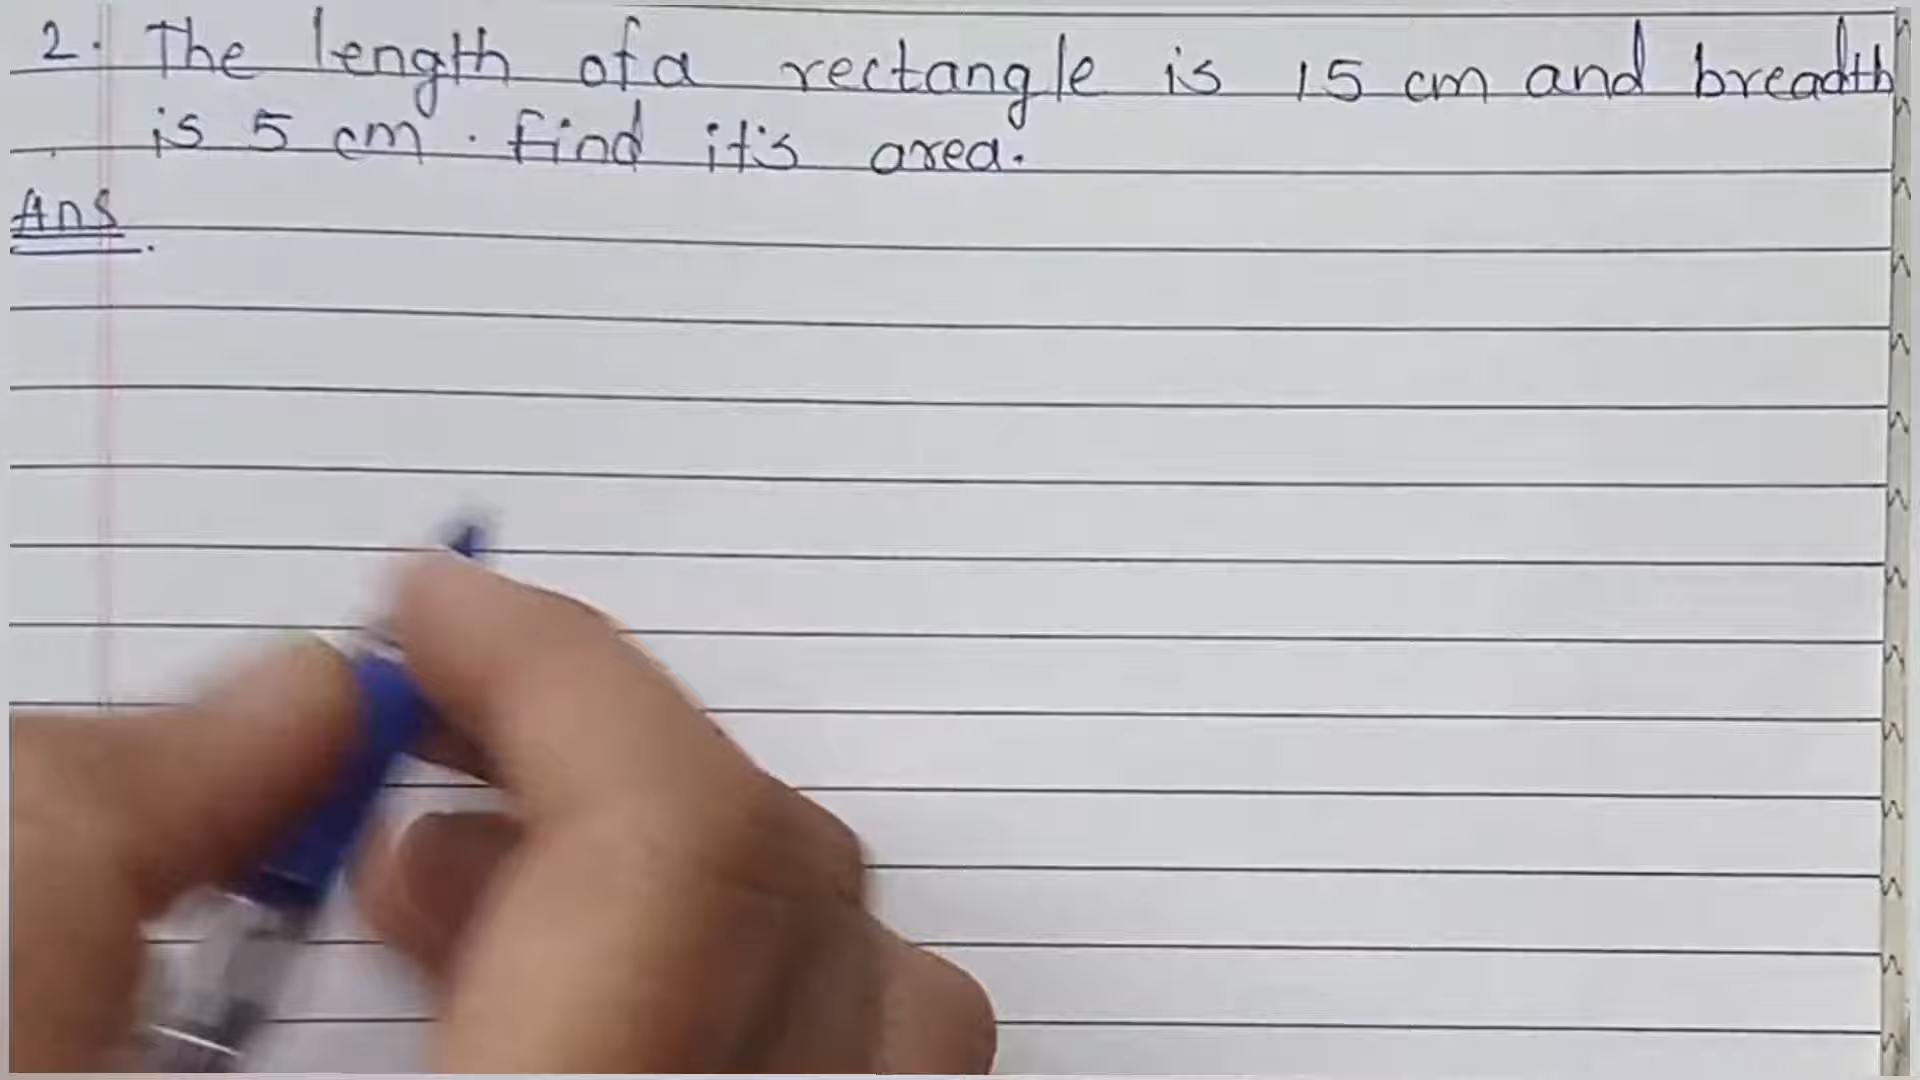 2. The length of a rectangle is 15 cm and breadth
is 5 cm. Find it's area.
Ans.